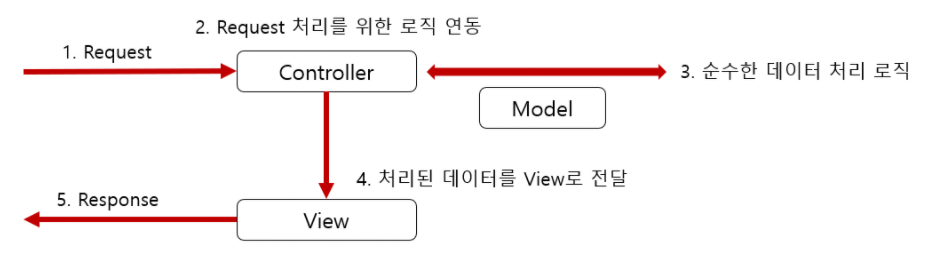 2. Request 처리를 위한 로직 연동
1. Request
Controller
3. 순수한 데이터 처리 로직
Model
4. 처리된 데이터를 View로 전달
5. Response
View